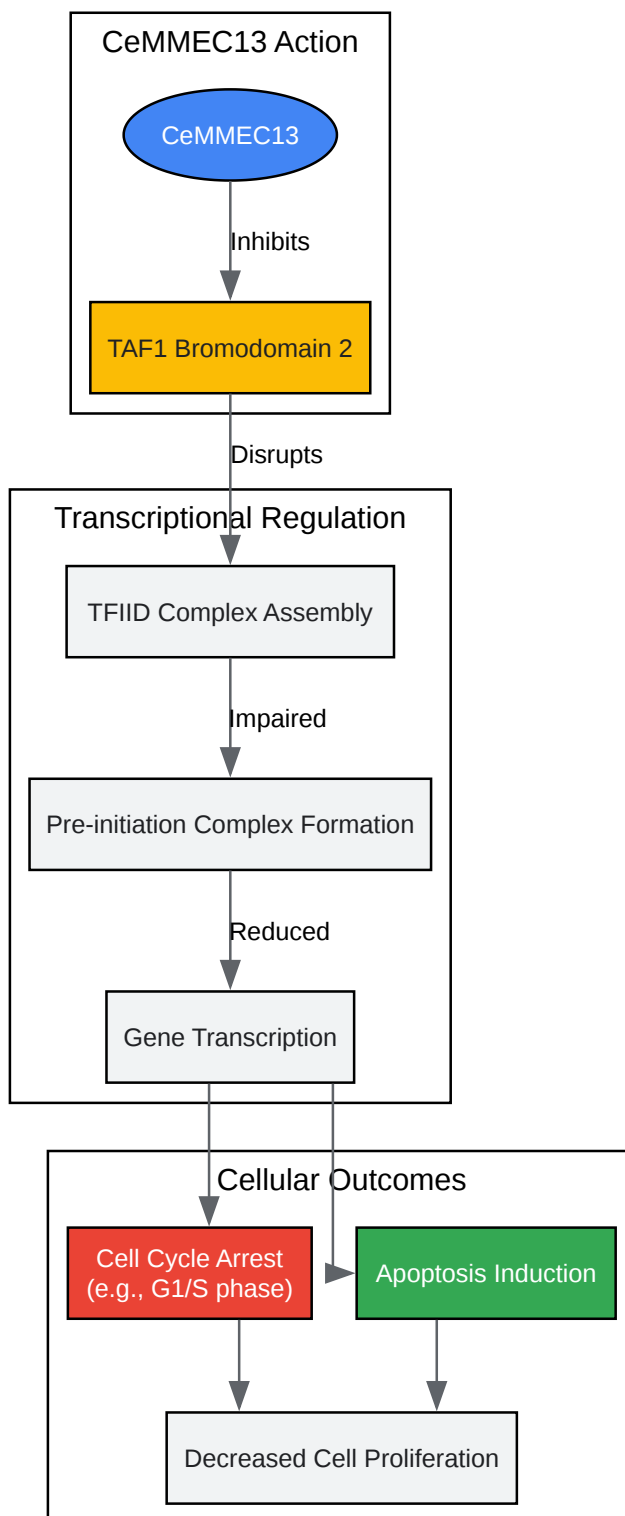 CeMMEC13 Action
CeMMEC13
Inhibits
TAF1 Bromodomain 2
Disrupts
Transcriptional Regulation
TFIID Complex Assembly
Impaired
Pre-initiation Complex Formation
Reduced
Gene Transcription
Cellular Outcomes
Cell Cycle Arrest
(e.g., G1/S phase)
Apoptosis Induction
Decreased Cell Proliferation